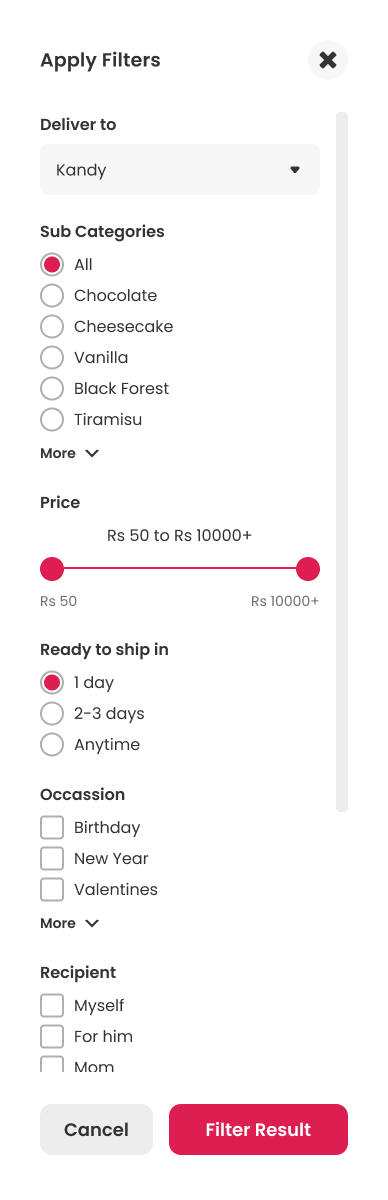 Apply Filters
Deliver to
Kandy
Sub Categories
All
Chocolate
Cheesecake
Vanilla
Black Forest
Tiramisu
More
Price
Rs 50 to Rs 10000+
Rs 50 Rs 10000+
Ready to ship in
1 day
2-3 days
Anytime
Occassion
Birthday
New Year
Valentines
More
Recipient
Myself
For him
Mom
Cancel Filter Result